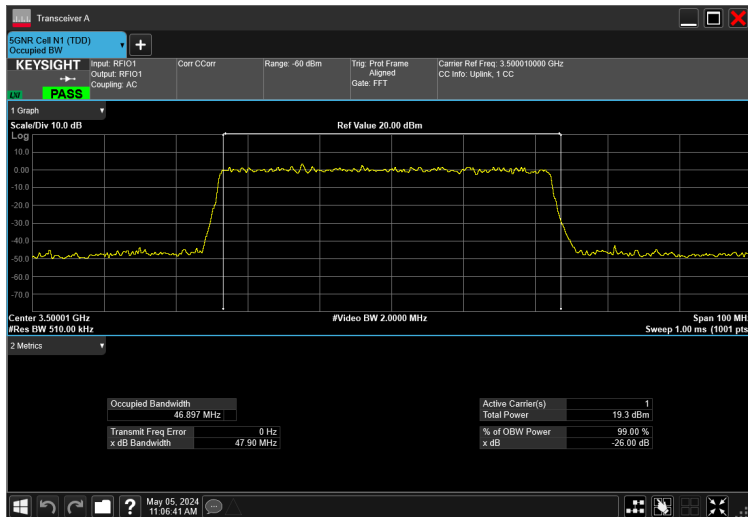 Transceiver A
5GNR Cell N1 (TDD)
Occupied BW
KEYSIGHT
LXI
PASS
Input: RFIO1
Output: RFIO1
Coupling: AC
Corr CCorr
Range: -60 dBm
Trig: Prot Frame
Aligned
Gate: FFT
Carrier Ref Freq: 3.500010000 GHz
CC Info: Uplink, 1 CC
1 Graph
Scale/Div 10.0 dB
Ref Value 20.00 dBm
Log
10.0
0.00
-10.0
-20.0
-30.0
-40.0
-50.0
-60.0
-70.0
Center 3.50001 GHz
#Video BW 2.0000 MHz
Span 100 MH
#Res BW 510.00 kHz
Sweep 1.00 ms (1001 pts
2 Metrics
Occupied Bandwidth
46.897 MHz
Transmit Freq Error 0 Hz
x dB Bandwidth 47.90 MHz
Active Carrier(s) 1
Total Power 19.3 dBm
% of OBW Power 99.00 %
x dB -26.00 dB
?
May 05, 2024
11:06:41 AM